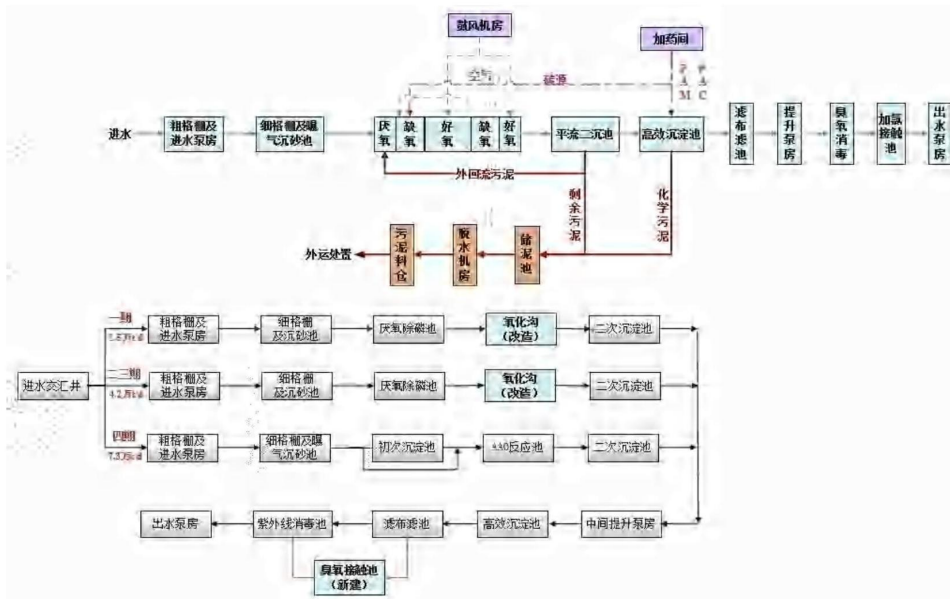 鼓风机房
加药间
空气
碳源
PAM
PAC
进水
粗格栅及
进水泵房
细格栅及曝
气沉砂池
厌氧
缺氧
好氧
缺氧
好氧
平流二沉池
高效沉淀池
滤布滤池
提升泵房
臭氧消毒
加氯接触池
出水泵房
外回流污泥
剩余污泥
化学污泥
外运处置
污泥料仓
脱水机房
储泥池
一期
粗格栅及
进水泵房
细格栅
及沉砂池
厌氧除磷池
氧化沟
(改造)
二次沉淀池
进水交汇井
二三期
粗格栅及
进水泵房
细格栅
及沉砂池
厌氧除磷池
氧化沟
(改造)
二次沉淀池
四期
粗格栅及
进水泵房
细格栅及曝
气沉砂池
初次沉淀池
AAO反应池
二次沉淀池
出水泵房
紫外线消毒池
滤布滤池
高效沉淀池
中间提升泵房
臭氧接触池
(新建)